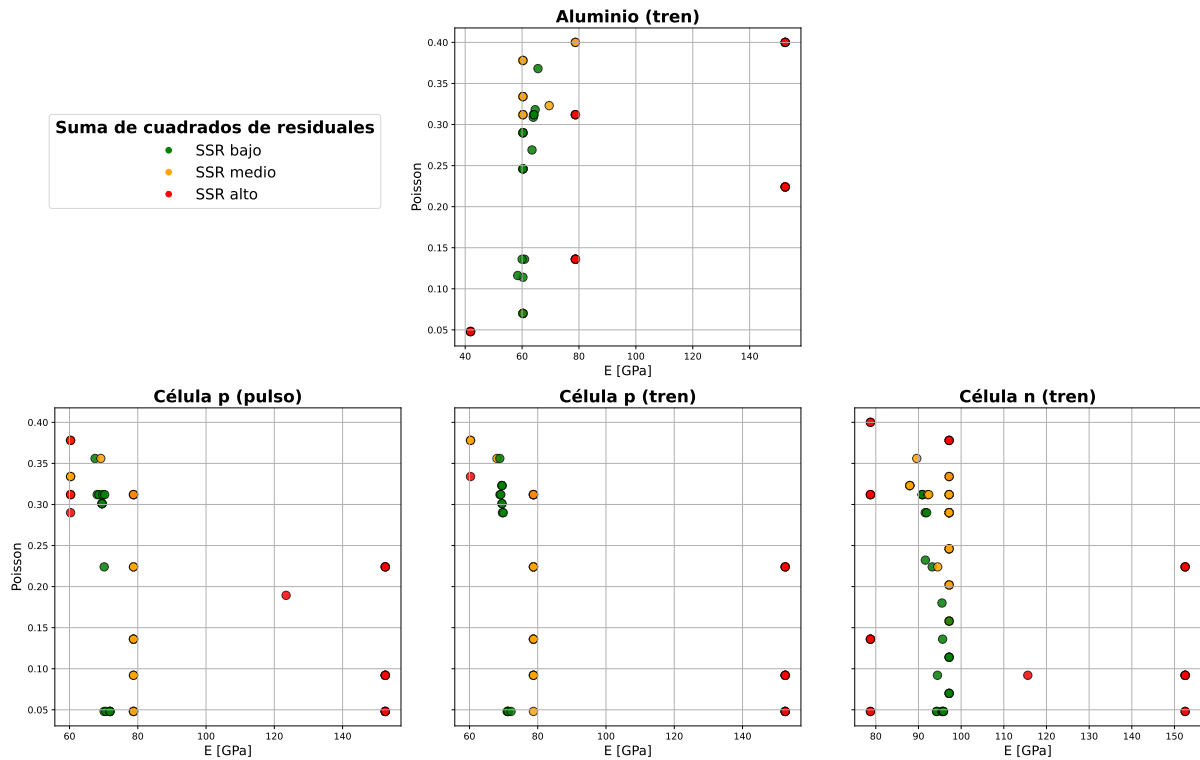 Aluminio (tren)
Suma de cuadrados de residuales
SSR bajo
SSR medio
SSR alto
Poisson
0.40
0.35
0.30
0.25
0.20
0.15
0.10
0.05
40 60 80 100 120 140
E [GPa]
Célula p (pulso) Célula p (tren) Célula n (tren)
Poisson
0.40
0.35
0.30
0.25
0.20
0.15
0.10
0.05
60 80 100 120 140 60 80 100 120 140 80 90 100 110 120 130 140 150
E [GPa] E [GPa] E [GPa]